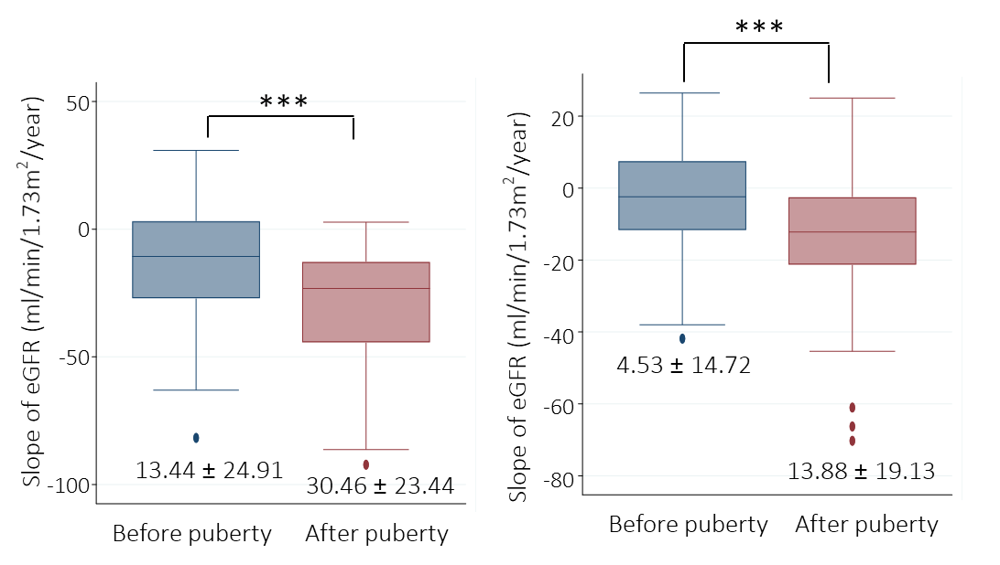 ***
Slope of eGFR (ml/min/1.73m²/year)
50
0
-50
-100
13.44 ± 24.91
30.46 ± 23.44
Before puberty
After puberty
***
Slope of eGFR (ml/min/1.73m²/year)
20
0
-20
-40
-60
-80
4.53 ± 14.72
13.88 ± 19.13
Before puberty
After puberty